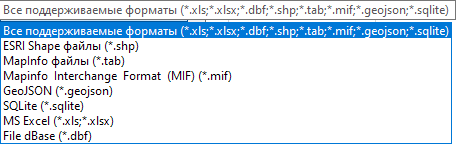 Все поддерживаемые форматы (*.xls;*.xlsx;*.dbf;*.shp;*.tab;*.mif;*.geojson;*.sqlite)
Все поддерживаемые форматы (*.xls;*.xlsx;*.dbf;*.shp;*.tab;*.mif;*.geojson;*.sqlite)
ESRI Shape файлы (*.shp)
MapInfo файлы (*.tab)
Mapinfo Interchange Format (MIF) (*.mif)
GeoJSON (*.geojson)
SQLite (*.sqlite)
MS Excel (*.xls;*.xlsx)
File dBase (*.dbf)